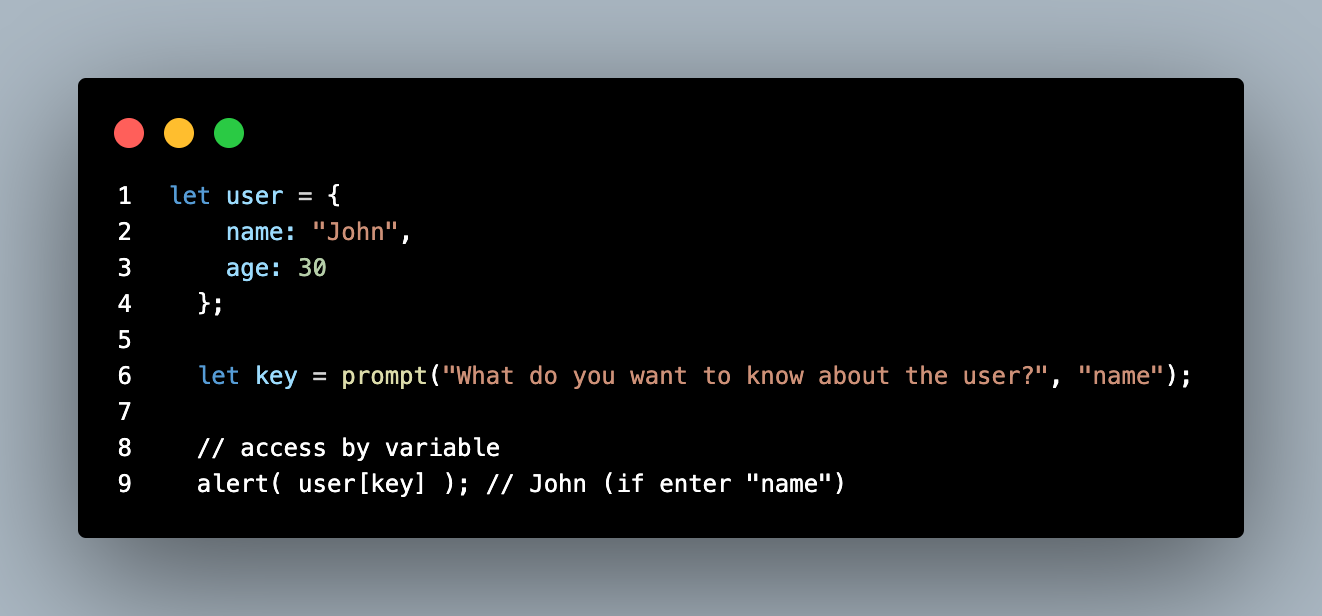 1 let user = {
2 name: "John",
3 age: 30
4 };
5
6 let key = prompt("What do you want to know about the user?", "name");
7
8 // access by variable
9 alert( user[key] ); // John (if enter "name")